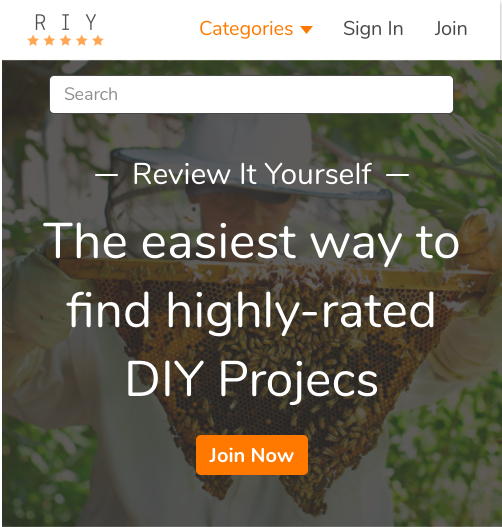 R I Y
Categories Sign In Join
Search
— Review It Yourself —
The easiest way to
find highly-rated
DIY Projecs
Join Now